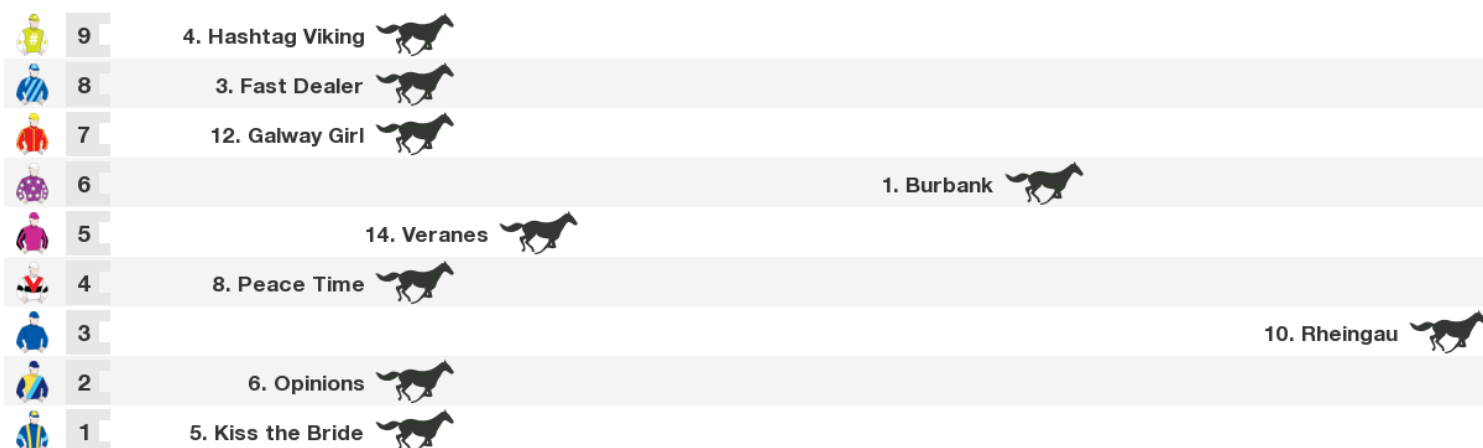 9 4. Hashtag Viking
8 3. Fast Dealer
7 12. Galway Girl
6 1. Burbank
5 14. Veranes
4 8. Peace Time
3 10. Rheingau
2 6. Opinions
1 5. Kiss the Bride